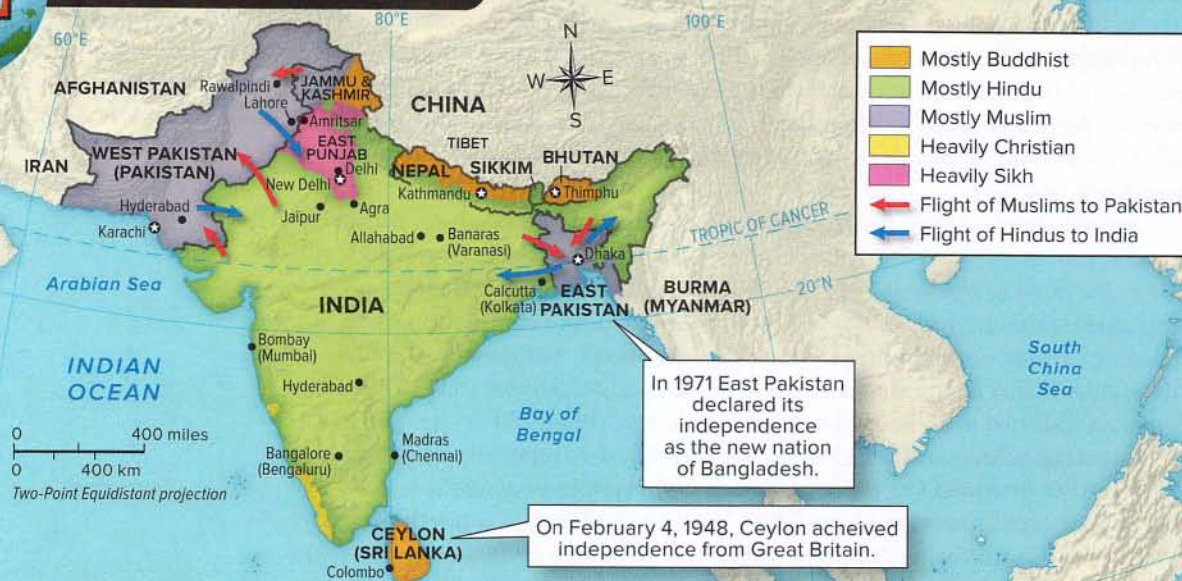 60°E
80°E
100°E
N
W
E
S
Mostly Buddhist
Mostly Hindu
Mostly Muslim
Heavily Christian
Heavily Sikh
Flight of Muslims to Pakistan
Flight of Hindus to India
AFGHANISTAN
Rawalpindi
JAMMU &
KASHMIR
Lahore
Amritsar
CHINA
IRAN
WEST PAKISTAN
(PAKISTAN)
EAST
PUNJAB
Delhi
New Delhi
TIBET
NEPAL
SIKKIM
BHUTAN
Kathmandu
Thimphu
Hyderabad
Karachi
Jaipur
Agra
Allahabad
Banaras
(Varanasi)
Dhaka
TROPIC OF CANCER
Arabian Sea
INDIA
Calcutta
(Kolkata)
EAST
PAKISTAN
BURMA
(MYANMAR)
20°N
Bombay
(Mumbai)
INDIAN
OCEAN
Hyderabad
Bay of
Bengal
South
China
Sea
In 1971 East Pakistan
declared its
independence
as the new nation
of Bangladesh.
0
400 miles
0
400 km
Two-Point Equidistant projection
Bangalore
(Bengaluru)
Madras
(Chennai)
CEYLON
(SRI LANKA)
Colombo
On February 4, 1948, Ceylon acheived
independence from Great Britain.